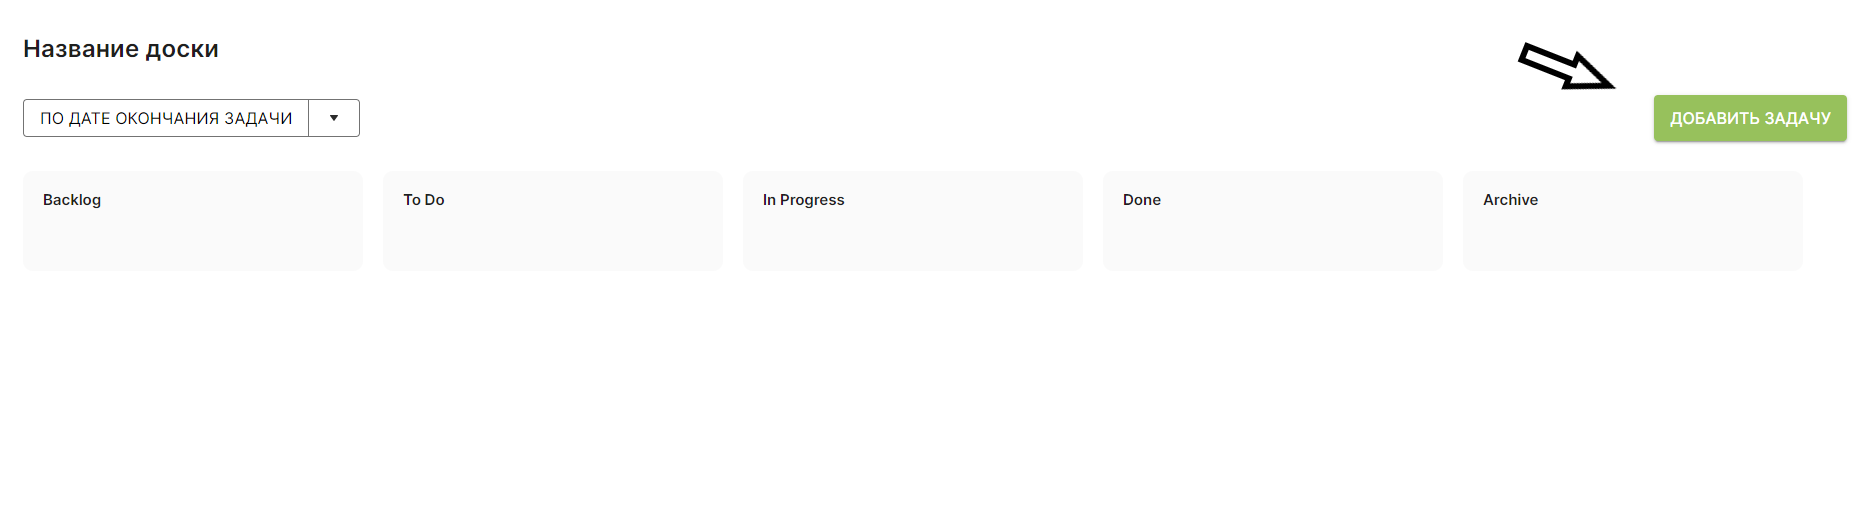 Название доски
ПО ДАТЕ ОКОНЧАНИЯ ЗАДАЧИ
ДОБАВИТЬ ЗАДАЧУ
Backlog
To Do
In Progress
Done
Archive